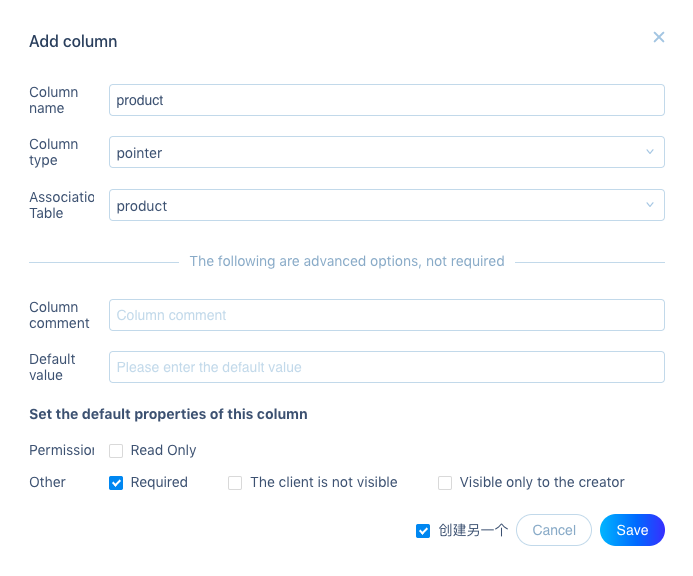 Add column
Column
name
product
Column
type
pointer
Associatio
Table
product
The following are advanced options, not required
Column
comment
Column comment
Default
value
Please enter the default value
Set the default properties of this column
Permission
Read Only
Other
Required
The client is not visible
Visible only to the creator
创建另一个
Cancel
Save